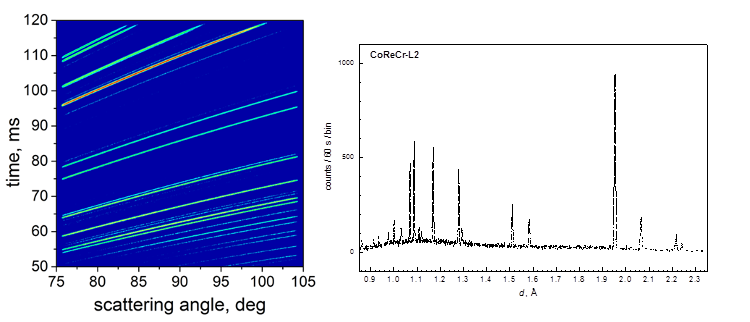 120
110
100
90
80
70
60
50
time, ms
75 80 85 90 95 100 105
scattering angle, deg
CoReCr-L2
1000
500
0
counts / 60 s / bin
0.9 1.0 1.1 1.2 1.3 1.4 1.5 1.6 1.7 1.8 1.9 2.0 2.1 2.2 2.3
d, Å